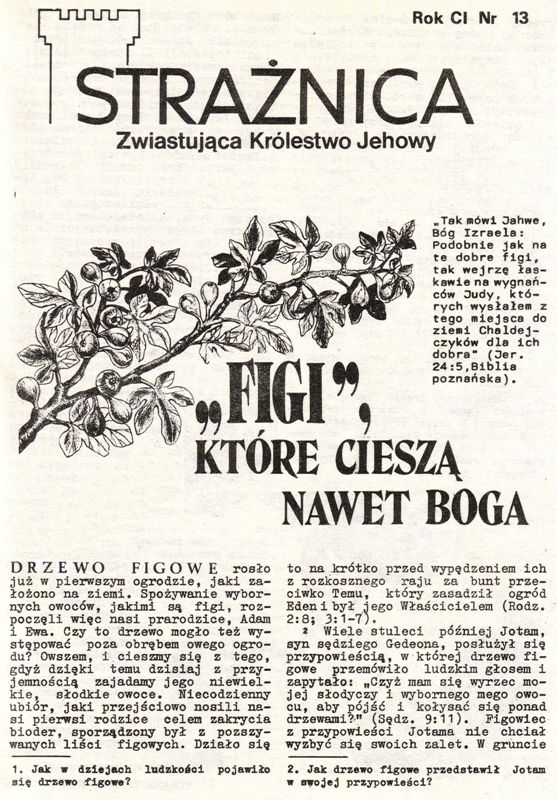 Rok CI Nr 13
STRAŻNICA
Zwiastująca Królestwo Jehowy
„Tak mówi Jahwe,
Bóg Izraela:
Podobnie jak na
te dobre figi,
tak wejrzę łas-
kawie na wygnań-
ców Judy, któ-
rych wysłałem z
tego miejsca do
ziemi Chaldej-
czyków dla ich
dobra" (Jer.
24:5,Biblia
poznańska).
„FIGI”,
KTÓRE CIESZĄ
NAWET BOGA
DRZEWO FIGOWE rosło
już w pierwszym ogrodzie, jaki za-
łożono na ziemi. Spożywanie wybor-
nych owoców, jakimi są figi, roz-
poczęli więc nasi prarodzice, Adam
i Ewa. Czy to drzewo mogło też wy-
stępować poza obrębem owego ogro-
du? Owszem, i cieszmy się z tego,
gdyż dzięki temu dzisiaj z przy-
jemnością zajadamy jego niewiel-
kie, słodkie owoce. Niecodzienny
ubiór, jaki przejściowo nosili na-
si pierwsi rodzice celem zakrycia
bioder, sporządzony był z pozszy-
wanych liści figowych. Działo się
1. Jak w dziejach ludzkości pojawiło
się drzewo figowe?
to na krótko przed wypędzeniem ich
z rozkosznego raju za bunt prze-
ciwko Temu, który zasadził ogród
Eden i był jego Właścicielem (Rodz.
2:8; 3:1-7).
2 Wiele stuleci później Jotam,
syn sędziego Gedeona, posłużył się
przypowieścią, w której drzewo fi-
gowe przemówiło ludzkim głosem i
zapytało: „Czyż mam się wyrzec mo-
jej słodyczy i wybornego mego owo-
cu, aby pójść i kołysać się ponad
drzewami?" (Sędz. 9:11). Figowiec
z przypowieści Jotama nie chciał
wyzbyć się swoich zalet. W gruncie
2. Jak drzewo figowe przedstawił Jotam
w swojej przypowieści?